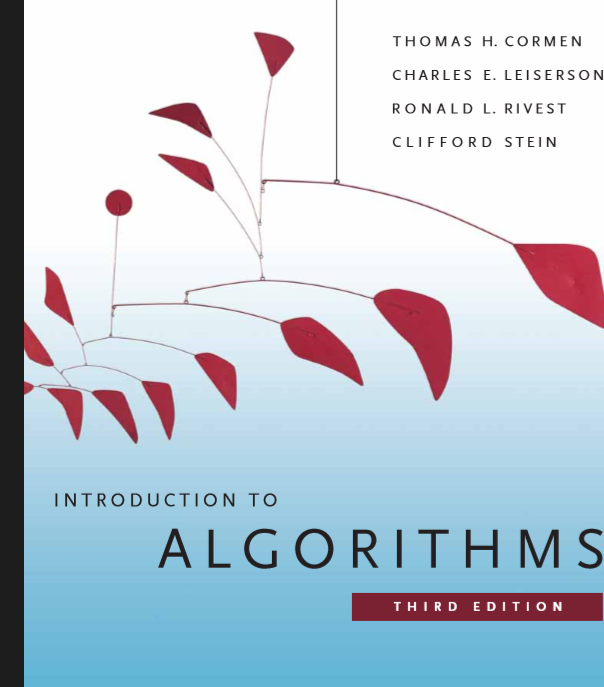 THOMAS H. CORMEN
CHARLES E. LEISERSON
RONALD L. RIVEST
CLIFFORD STEIN
INTRODUCTION TO
ALGORITHMS
THIRD EDITION